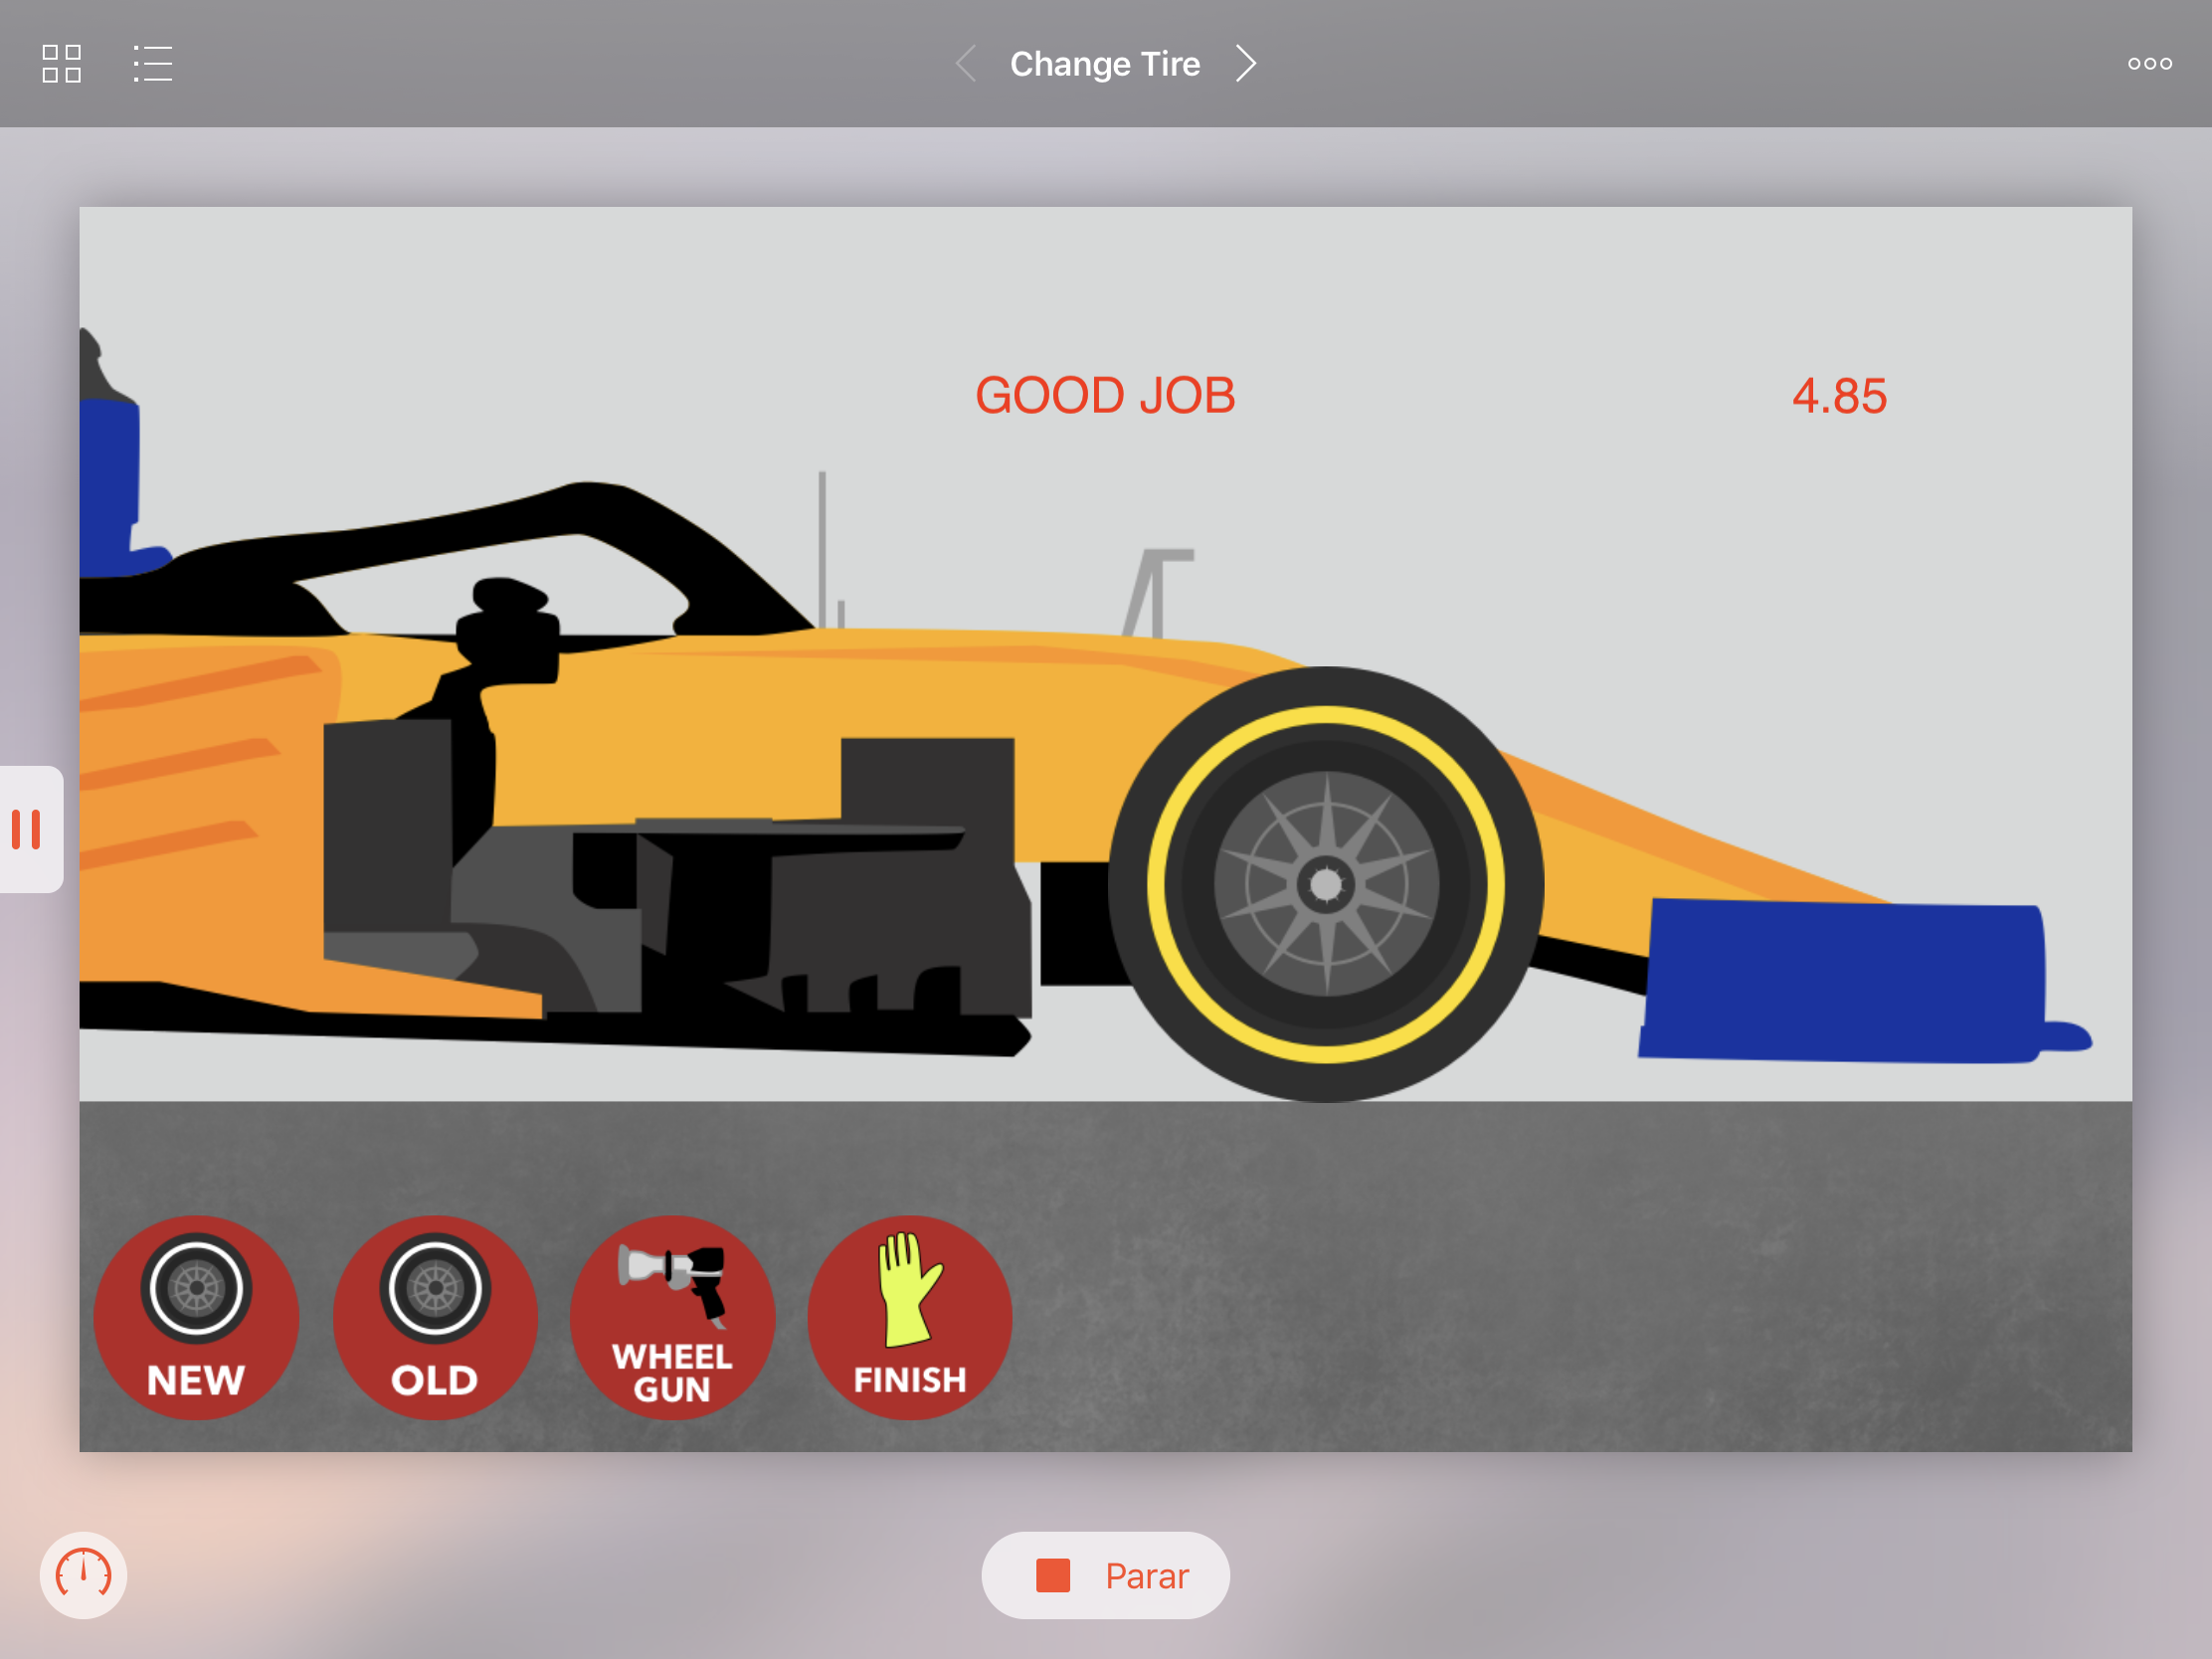 Change Tire
GOOD JOB
4.85
NEW
OLD
WHEEL
GUN
FINISH
Parar